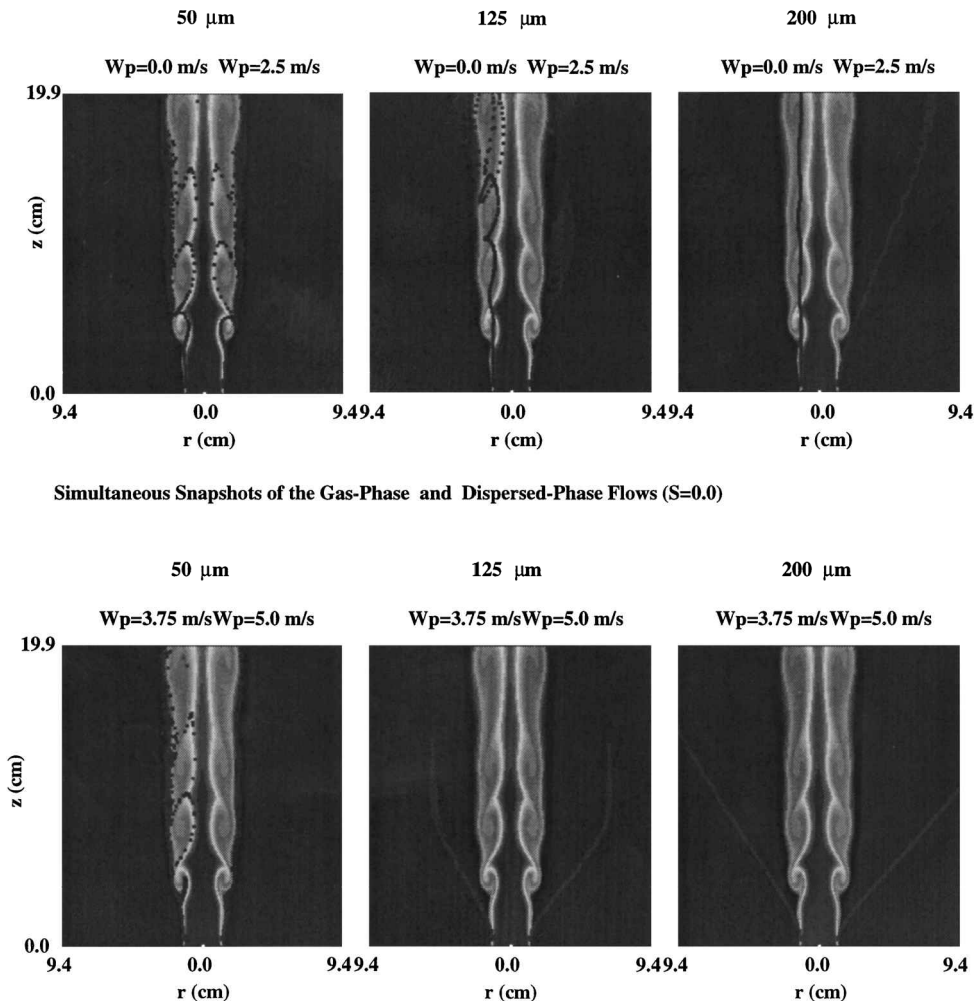 50 μm 125 μm 200 μm
Wp=0.0 m/s Wp=2.5 m/s Wp=0.0 m/s Wp=2.5 m/s Wp=0.0 m/s Wp=2.5 m/s
19.9
z (cm)
0.0
9.4 0.0 9.49.4 0.0 9.49.4 0.0 9.4
r (cm) r (cm) r (cm)
Simultaneous Snapshots of the Gas-Phase and Dispersed-Phase Flows (S=0.0)
50 μm 125 μm 200 μm
Wp=3.75 m/sWp=5.0 m/s Wp=3.75 m/sWp=5.0 m/s Wp=3.75 m/sWp=5.0 m/s
19.9
z (cm)
0.0
9.4 0.0 9.49.4 0.0 9.49.4 0.0 9.4
r (cm) r (cm) r (cm)